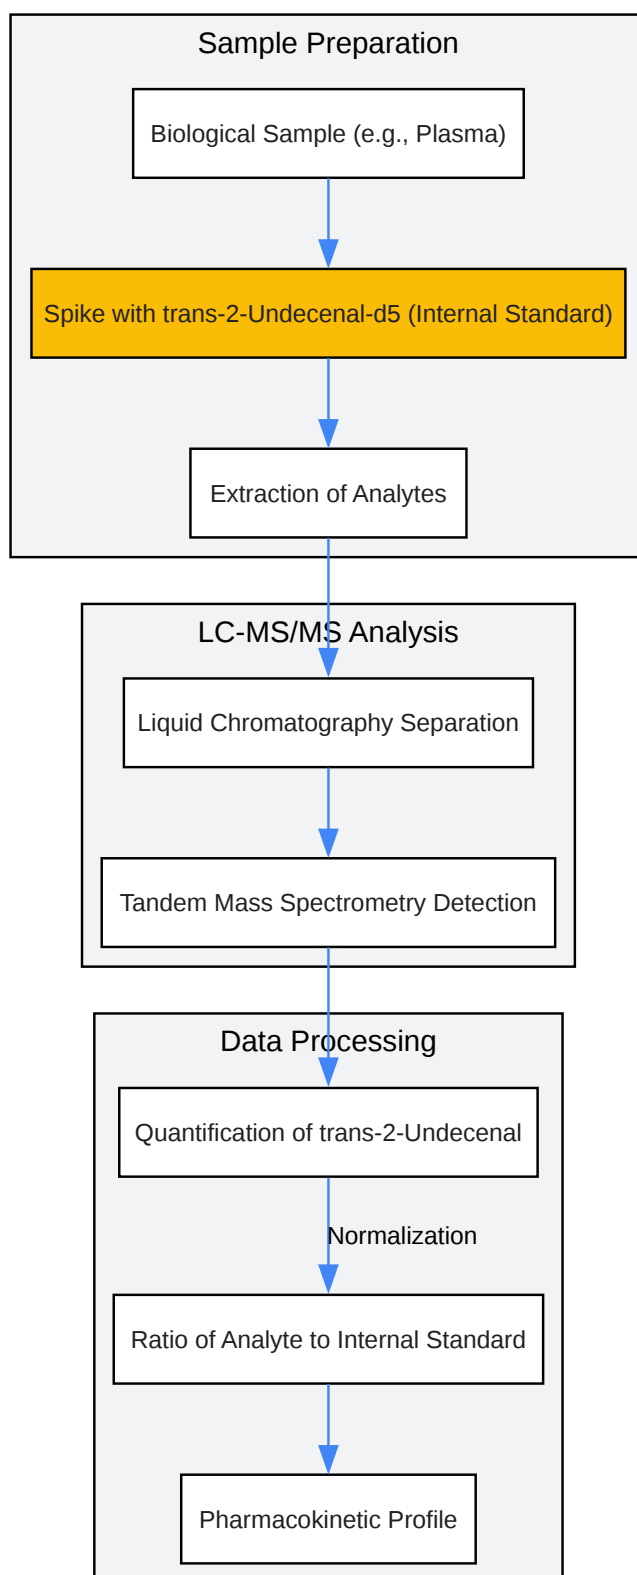 Sample Preparation
Biological Sample (e.g., Plasma)
Spike with trans-2-Undecenal-d5 (Internal Standard)
Extraction of Analytes
LC-MS/MS Analysis
Liquid Chromatography Separation
Tandem Mass Spectrometry Detection
Data Processing
Quantification of trans-2-Undecenal
Normalization
Ratio of Analyte to Internal Standard
Pharmacokinetic Profile